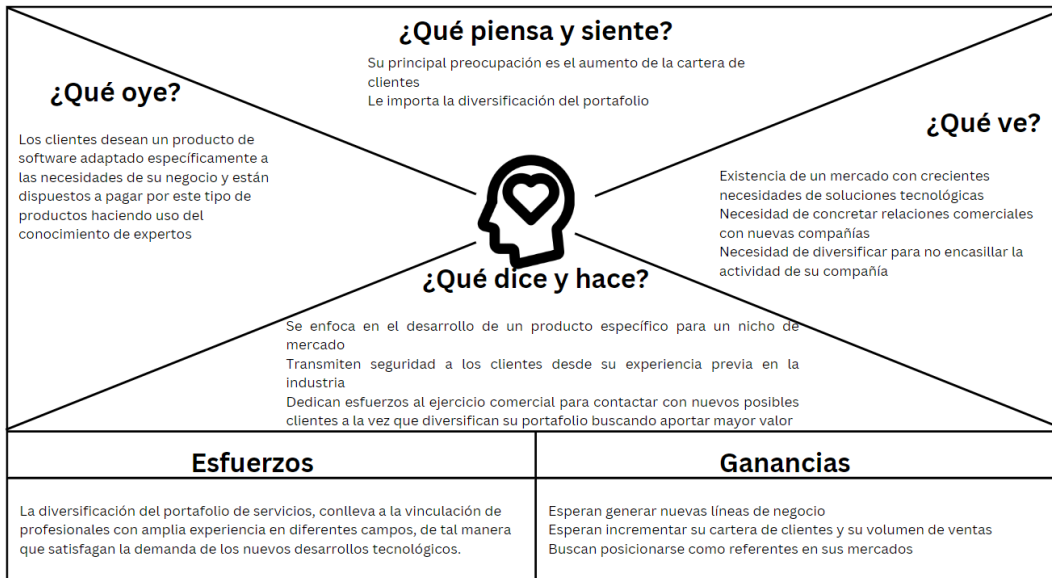 ¿Qué piensa y siente?
Su principal preocupación es el aumento de la cartera de
clientes
Le importa la diversificación del portafolio
¿Qué oye?
Los clientes desean un producto de
software adaptado específicamente a
las necesidades de su negocio y están
dispuestos a pagar por este tipo de
productos haciendo uso del
conocimiento de expertos
¿Qué ve?
Existencia de un mercado con crecientes
necesidades de soluciones tecnológicas
Necesidad de concretar relaciones comerciales
con nuevas compañías
Necesidad de diversificar para no encasillar la
actividad de su compañía
¿Qué dice y hace?
Se enfoca en el desarrollo de un producto específico para un nicho de
mercado
Transmiten seguridad a los clientes desde su experiencia previa en la
industria
Dedican esfuerzos al ejercicio comercial para contactar con nuevos posibles
clientes a la vez que diversifican su portafolio buscando aportar mayor valor
Esfuerzos
La diversificación del portafolio de servicios, conlleva a la vinculación de
profesionales con amplia experiencia en diferentes campos, de tal manera
que satisfagan la demanda de los nuevos desarrollos tecnológicos.
Ganancias
Esperan generar nuevas líneas de negocio
Esperan incrementar su cartera de clientes y su volumen de ventas
Buscan posicionarse como referentes en sus mercados